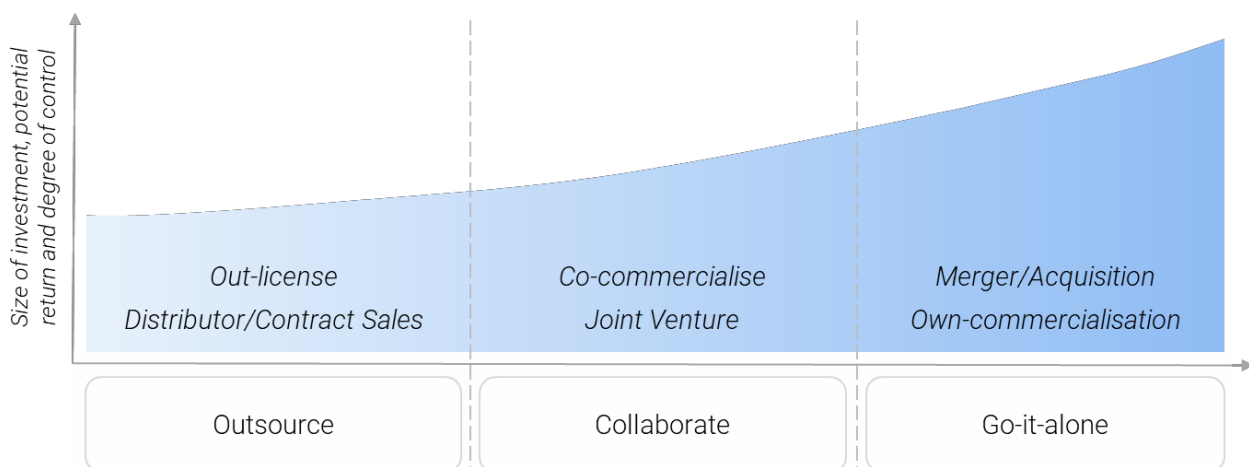 Size of investment, potential
return and degree of control
Out-license
Distributor/Contract Sales
Co-commercialise
Joint Venture
Merger/Acquisition
Own-commercialisation
Outsource
Collaborate
Go-it-alone